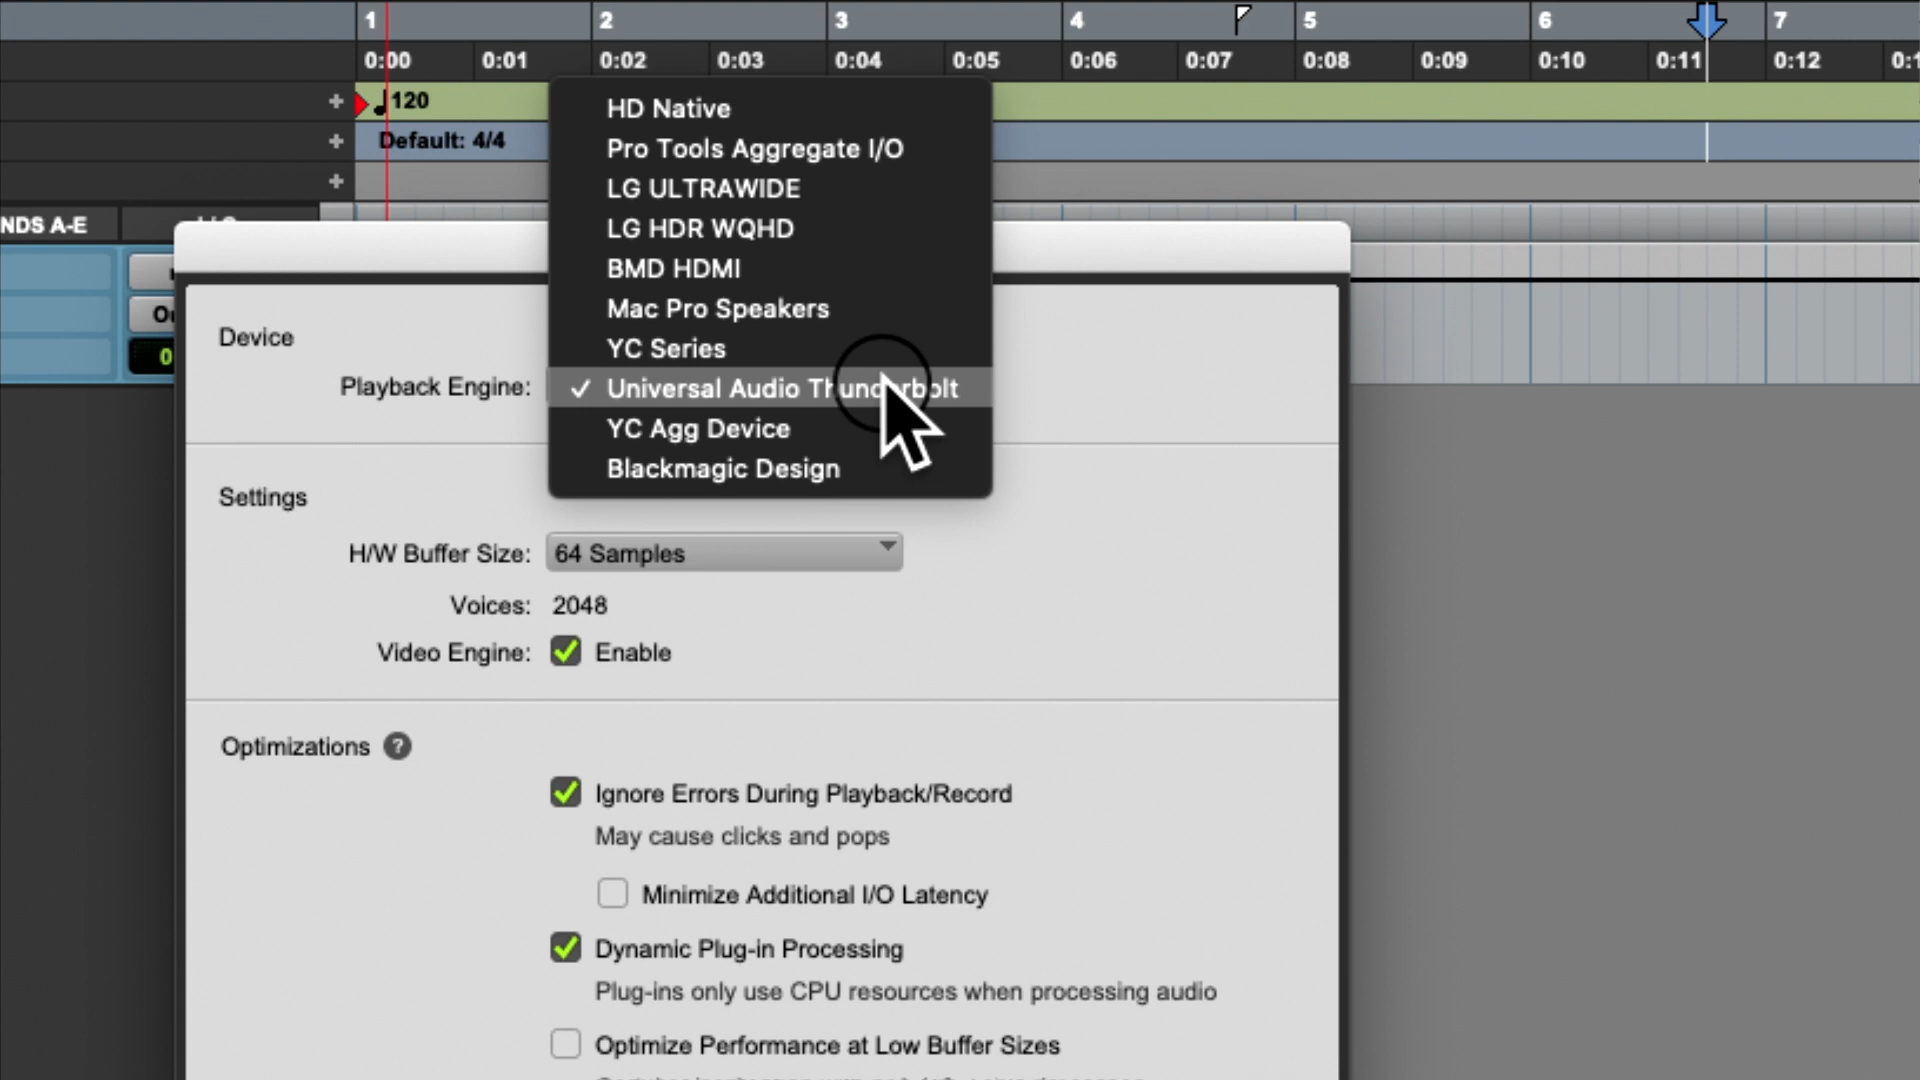 1 2 3 4 5 6 7
0:00 0:01 0:02 0:03 0:04 0:05 0:06 0:07 0:08 0:09 0:10 0:11 0:12
+ 120
+ Default: 4/4
+
NDS A-E
HD Native
Pro Tools Aggregate I/O
LG ULTRAWIDE
LG HDR WQHD
BMD HDMI
Mac Pro Speakers
YC Series
✓ Universal Audio Thunderbolt
YC Agg Device
Blackmagic Design
0
Device
Playback Engine:
Settings
H/W Buffer Size: 64 Samples
Voices: 2048
Video Engine: Enable
Optimizations ?
Ignore Errors During Playback/Record
May cause clicks and pops
Minimize Additional I/O Latency
Dynamic Plug-in Processing
Plug-ins only use CPU resources when processing audio
Optimize Performance at Low Buffer Sizes